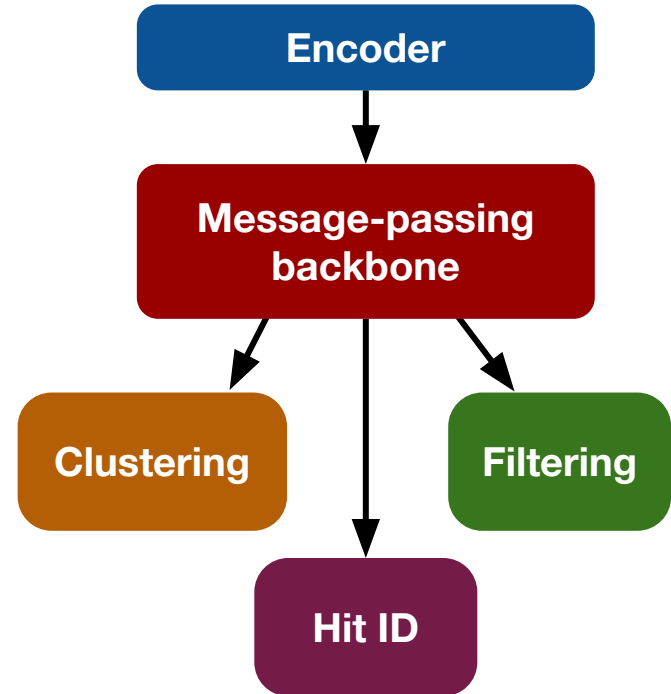 Encoder
Message-passing
backbone
Clustering
Filtering
Hit ID